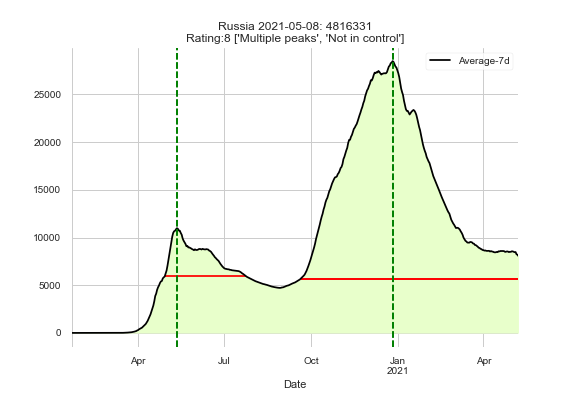 Russia 2021-05-08: 4816331
Rating:8 ['Multiple peaks', 'Not in control']
Average-7d
25000
20000
15000
10000
5000
0
Apr
Jul
Oct
Jan
2021
Apr
Date